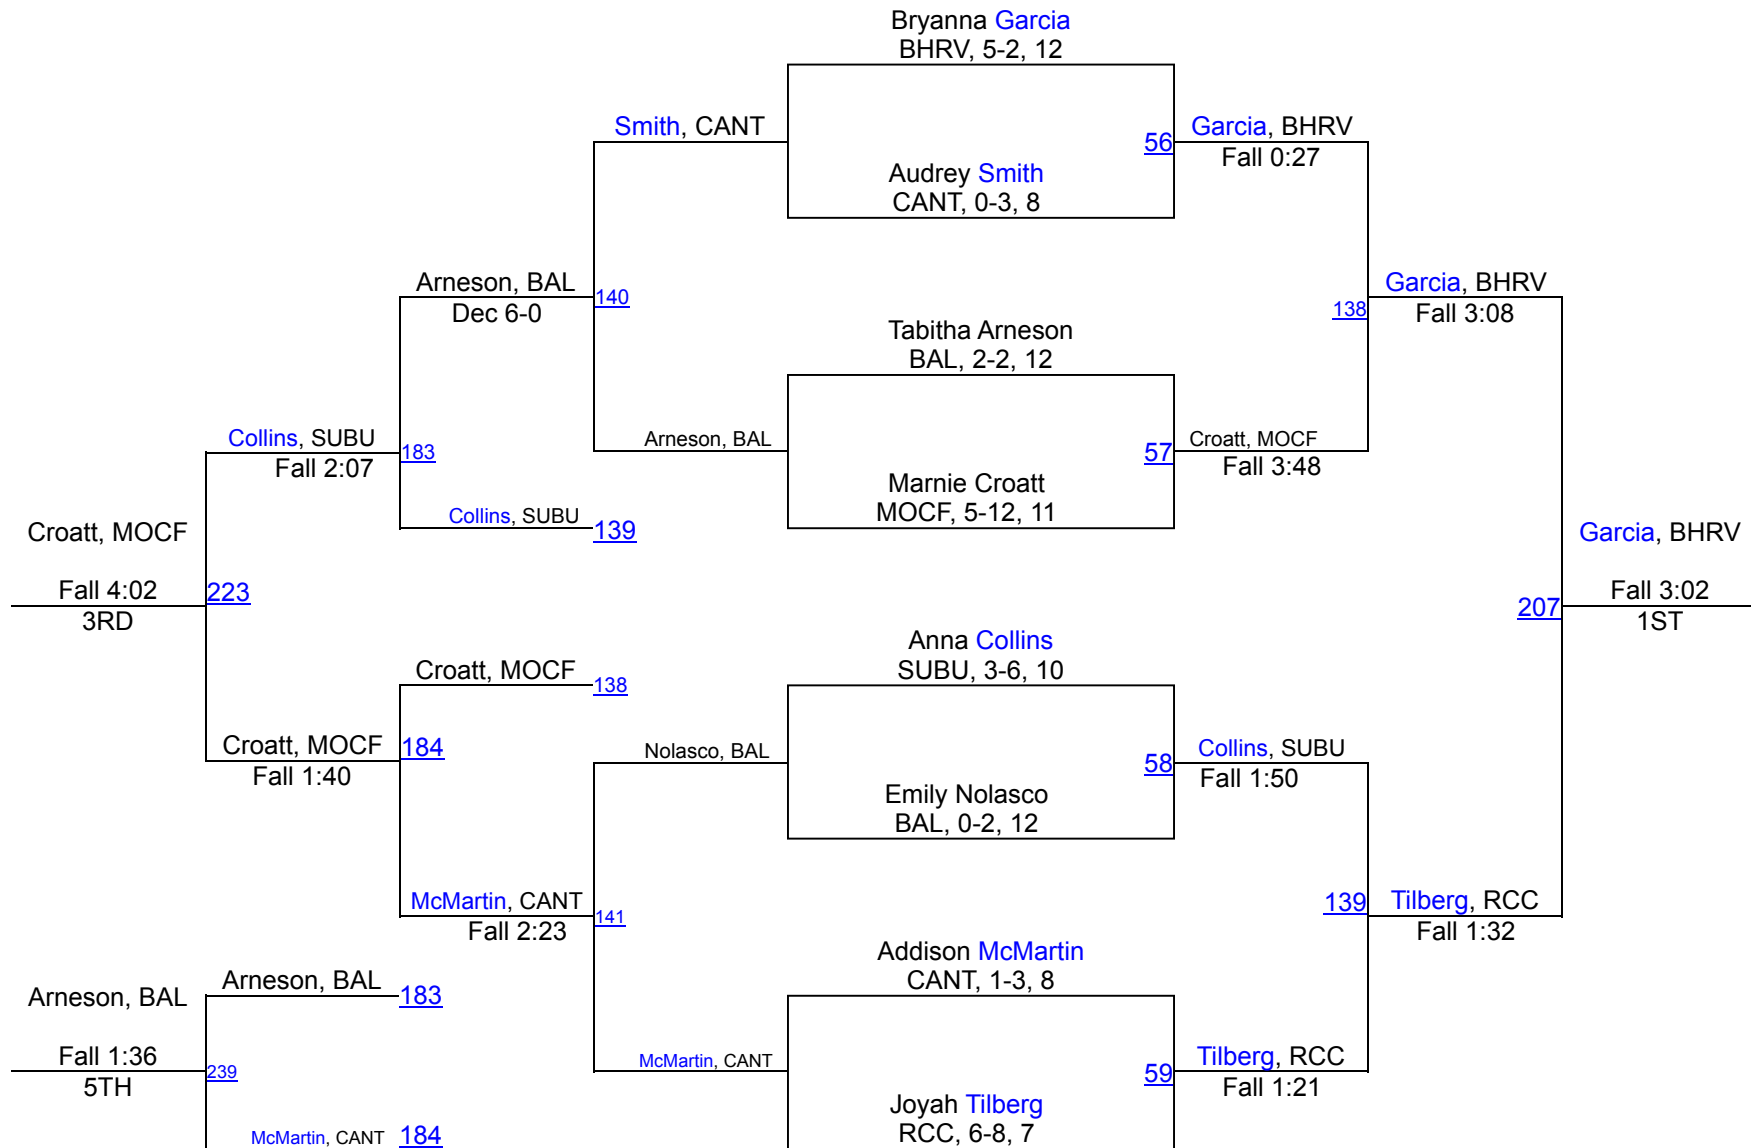 Bryanna Garcia
BHRV, 5-2, 12
Smith, CANT
56
Garcia, BHRV
Fall 0:27
Audrey Smith
CANT, 0-3, 8
Arneson, BAL
Dec 6-0
140
Tabitha Arneson
BAL, 2-2, 12
138
Garcia, BHRV
Fall 3:08
Collins, SUBU
Fall 2:07
183
Arneson, BAL
57
Croatt, MOCF
Fall 3:48
Marnie Croatt
MOCF, 5-12, 11
Collins, SUBU
139
Croatt, MOCF
Fall 4:02
3RD
223
Garcia, BHRV
207
Fall 3:02
1ST
Anna Collins
SUBU, 3-6, 10
Croatt, MOCF
138
Croatt, MOCF
Fall 1:40
184
Nolasco, BAL
58
Collins, SUBU
Fall 1:50
Emily Nolasco
BAL, 0-2, 12
McMartin, CANT
Fall 2:23
141
139
Tilberg, RCC
Fall 1:32
Addison McMartin
CANT, 1-3, 8
Arneson, BAL
Arneson, BAL
183
Fall 1:36
5TH
239
McMartin, CANT
59
Tilberg, RCC
Fall 1:21
Joyah Tilberg
RCC, 6-8, 7
McMartin, CANT
184